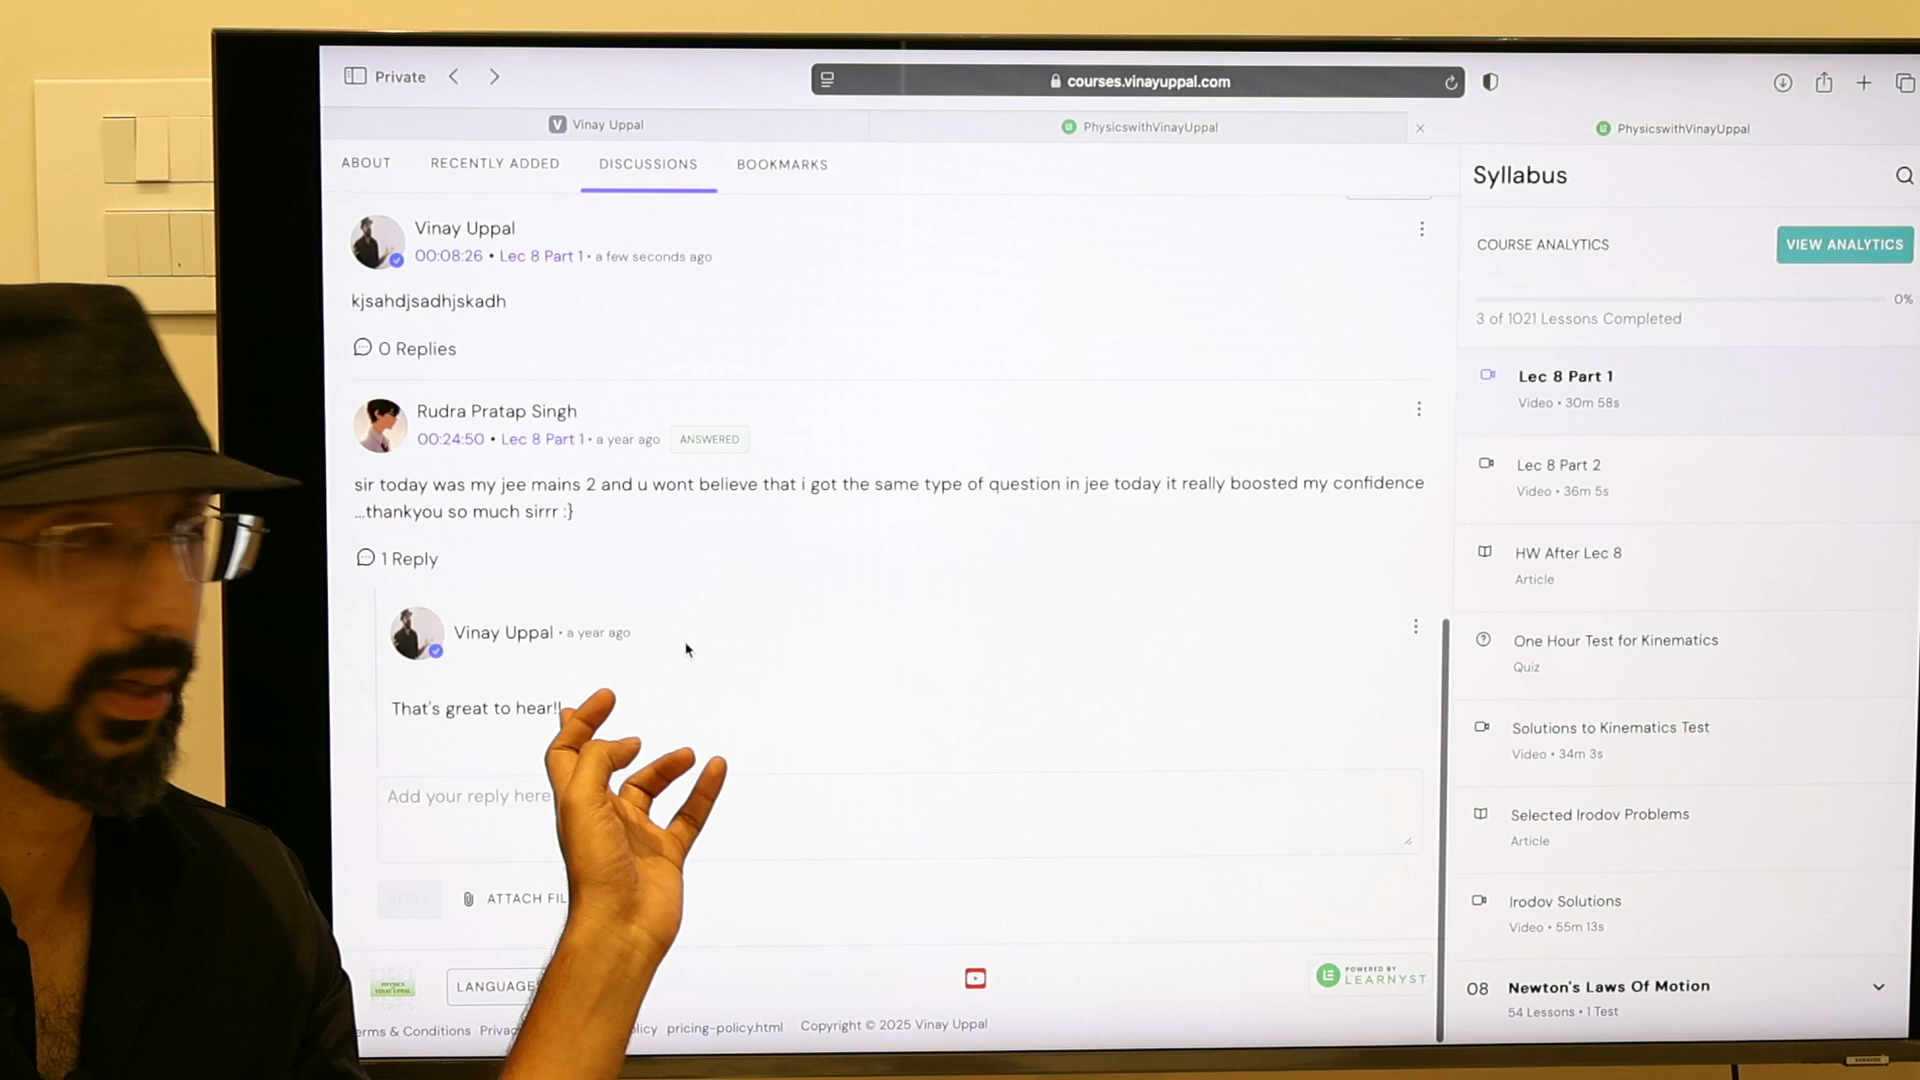 Private
courses.vinayuppal.com
V Vinay Uppal
PhysicswithVinayUppal
PhysicswithVinayUppal
ABOUT
RECENTLY ADDED
DISCUSSIONS
BOOKMARKS
Vinay Uppal
00:08:26 • Lec 8 Part 1 • a few seconds ago
kjsahdjsadhjskadh
0 Replies
Rudra Pratap Singh
00:24:50 • Lec 8 Part 1 • a year ago ANSWERED
sir today was my jee mains 2 and u wont believe that i got the same type of question in jee today it really boosted my confidence
...thankyou so much sirrr :}
1 Reply
Vinay Uppal • a year ago
That's great to hear!!
Add your reply here
REPLY
ATTACH FIL
LANGUAGE
POWERED BY
LEARNYST
erms & Conditions Privac licy pricing-policy.html Copyright © 2025 Vinay Uppal
Syllabus
COURSE ANALYTICS
VIEW ANALYTICS
0%
3 of 1021 Lessons Completed
Lec 8 Part 1
Video • 30m 58s
Lec 8 Part 2
Video • 36m 5s
HW After Lec 8
Article
One Hour Test for Kinematics
Quiz
Solutions to Kinematics Test
Video • 34m 3s
Selected Irodov Problems
Article
Irodov Solutions
Video • 55m 13s
08 Newton's Laws Of Motion
54 Lessons • 1 Test
SAMSUNG